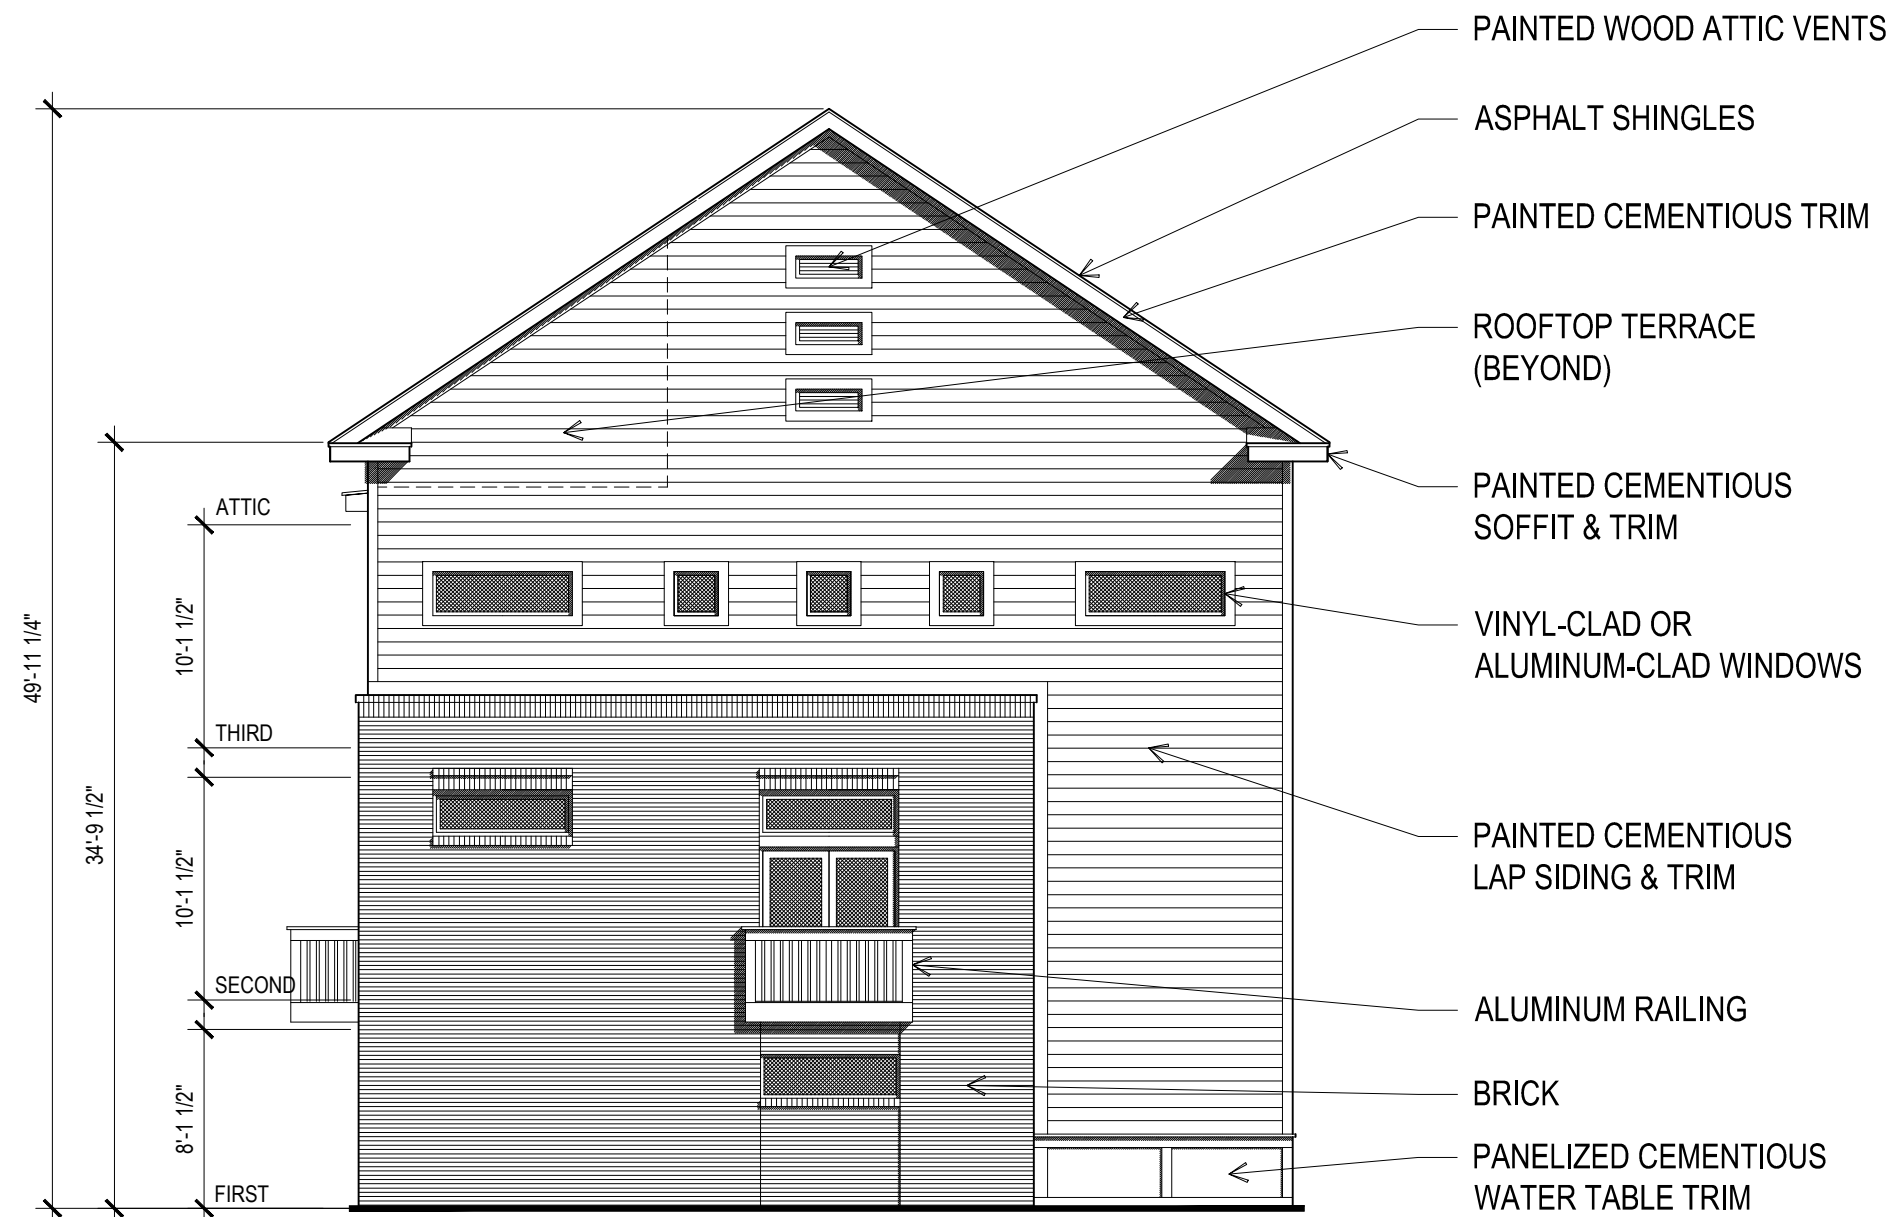 PAINTED WOOD ATTIC VENTS
ASPHALT SHINGLES
PAINTED CEMENTIOUS TRIM
ROOFTOP TERRACE
(BEYOND)
PAINTED CEMENTIOUS
SOFFIT & TRIM
VINYL-CLAD OR
ALUMINUM-CLAD WINDOWS
PAINTED CEMENTIOUS
LAP SIDING & TRIM
ALUMINUM RAILING
BRICK
PANELIZED CEMENTIOUS
WATER TABLE TRIM
49'-11 1/4"
34'-9 1/2"
ATTIC
10'-1 1/2"
THIRD
10'-1 1/2"
SECOND
8'-1 1/2"
FIRST